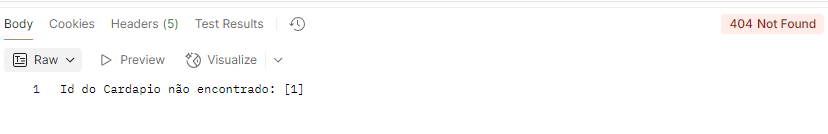 Body Cookies Headers (5) Test Results 404 Not Found
Raw Preview Visualize
1 Id do Cardapio não encontrado: [1]